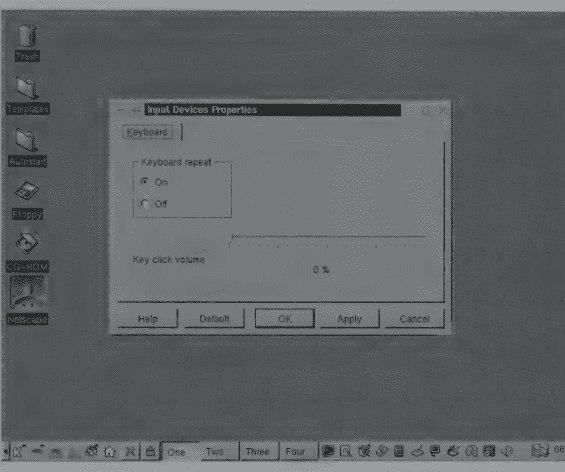 Trash
Templates
Autostart
Floppy
CD-ROM
Netscape
Input Devices Properties
Keyboard
Keyboard repeat
On
Off
Key click volume
0 %
Help Default OK Apply Cancel
One Two Three Four